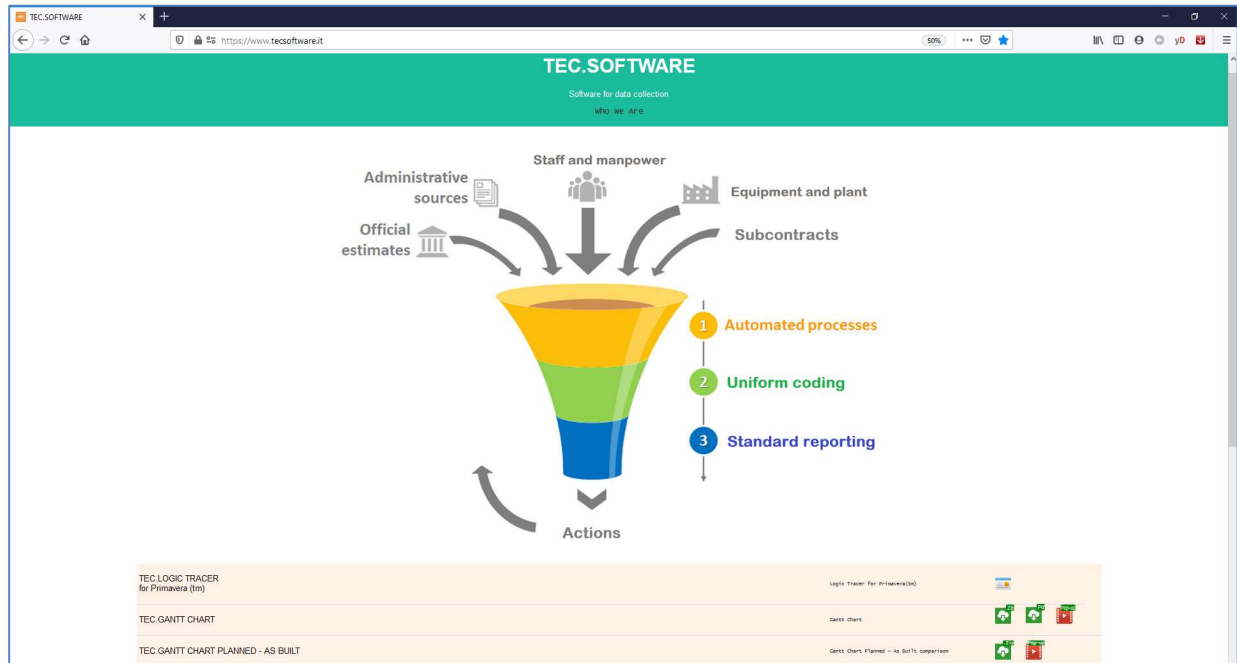 TEC.SOFTWARE
https://www.tecsoftware.it
50%
yD
TEC.SOFTWARE
Software for data collection
Who We Are
Staff and manpower
Administrative
sources
Equipment and plant
Official
estimates
Subcontracts
1 Automated processes
2 Uniform coding
3 Standard reporting
Actions
TEC.LOGIC TRACER
for Primavera (tm)
Logic Tracer for Primavera(tm)
TEC.GANTT CHART
Gantt Chart
TEC.GANTT CHART PLANNED - AS BUILT
Gantt Chart Planned - As Built comparison